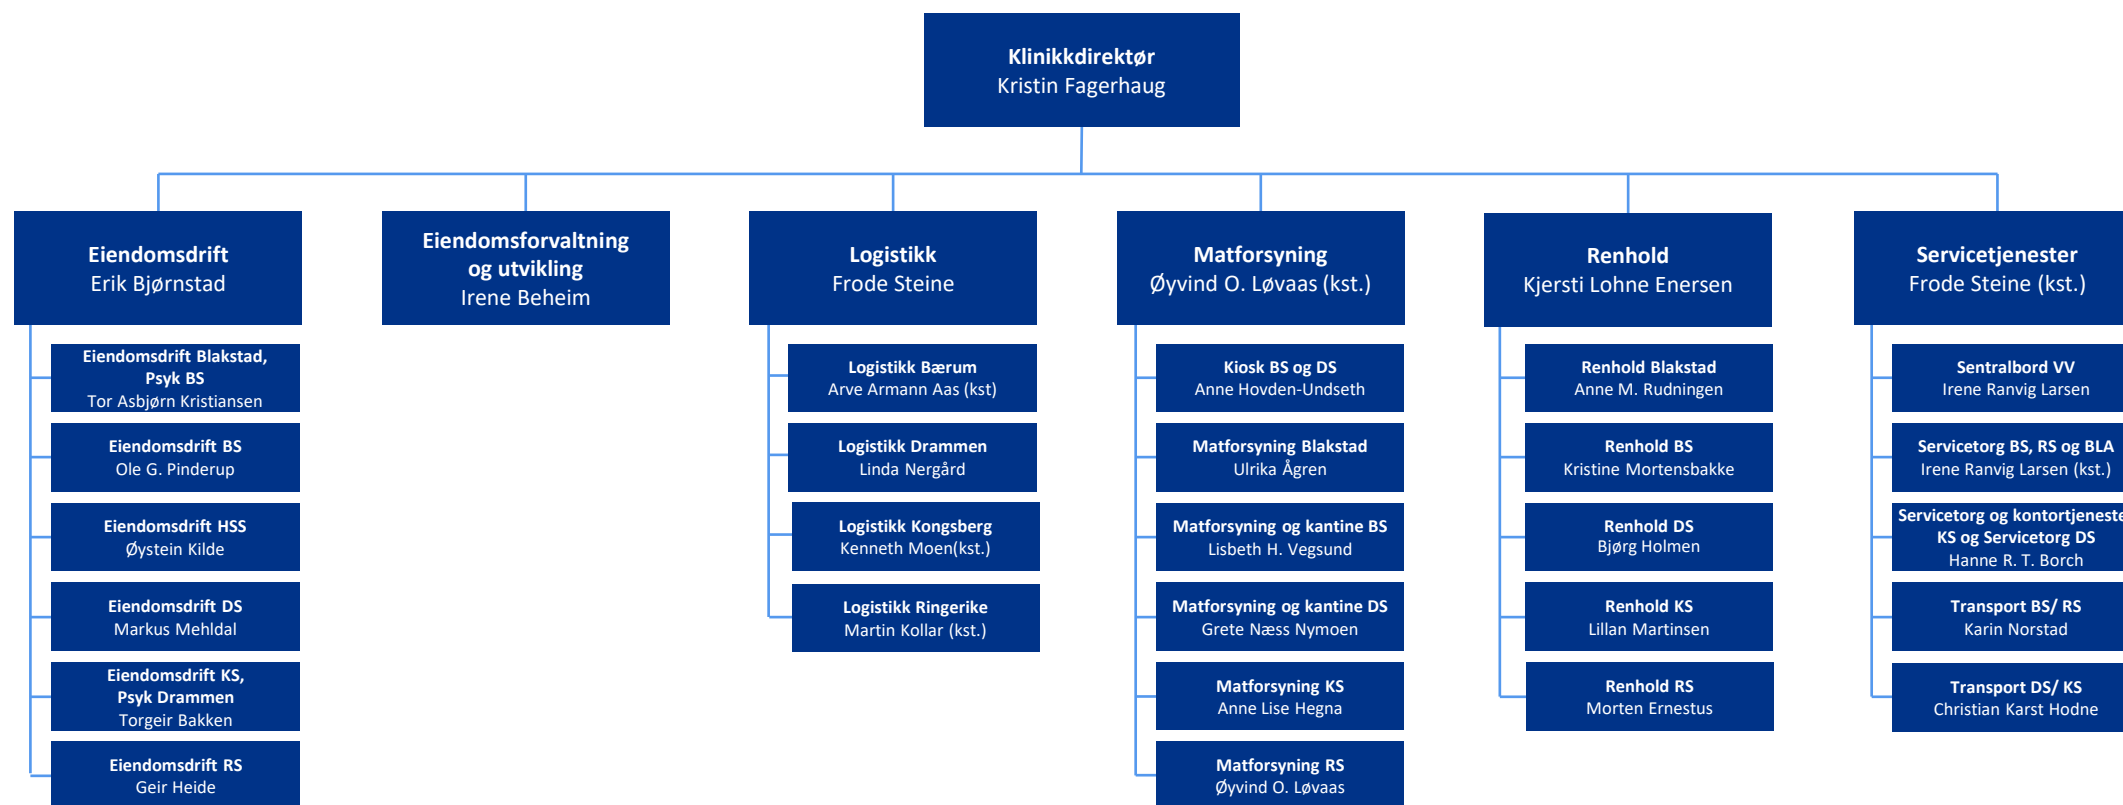 Klinikkdirektør
Kristin Fagerhaug
Eiendomsdrift
Erik Bjørnstad
Eiendomsdrift Blakstad,
Psyk BS
Tor Asbjørn Kristiansen
Eiendomsdrift BS
Ole G. Pinderup
Eiendomsdrift HSS
Øystein Kilde
Eiendomsdrift DS
Markus Mehldal
Eiendomsdrift KS,
Psyk Drammen
Torgeir Bakken
Eiendomsdrift RS
Geir Heide
Eiendomsforvaltning
og utvikling
Irene Beheim
Logistikk
Frode Steine
Logistikk Bærum
Arve Armann Aas (kst)
Logistikk Drammen
Linda Nergård
Logistikk Kongsberg
Kenneth Moen(kst.)
Logistikk Ringerike
Martin Kollar (kst.)
Matforsyning
Øyvind O. Løvaas (kst.)
Kiosk BS og DS
Anne Hovden-Undseth
Matforsyning Blakstad
Ulrika Ågren
Matforsyning og kantine BS
Lisbeth H. Vegsund
Matforsyning og kantine DS
Grete Næss Nymoen
Matforsyning KS
Anne Lise Hegna
Matforsyning RS
Øyvind O. Løvaas
Renhold
Kjersti Lohne Enersen
Renhold Blakstad
Anne M. Rudningen
Renhold BS
Kristine Mortensbakke
Renhold DS
Bjørg Holmen
Renhold KS
Lillan Martinsen
Renhold RS
Morten Ernestus
Servicetjenester
Frode Steine (kst.)
Sentralbord VV
Irene Ranvig Larsen
Servicetorg BS, RS og BLA
Irene Ranvig Larsen (kst.)
Servicetorg og kontortjeneste
KS og Servicetorg DS
Hanne R. T. Borch
Transport BS/ RS
Karin Norstad
Transport DS/ KS
Christian Karst Hodne